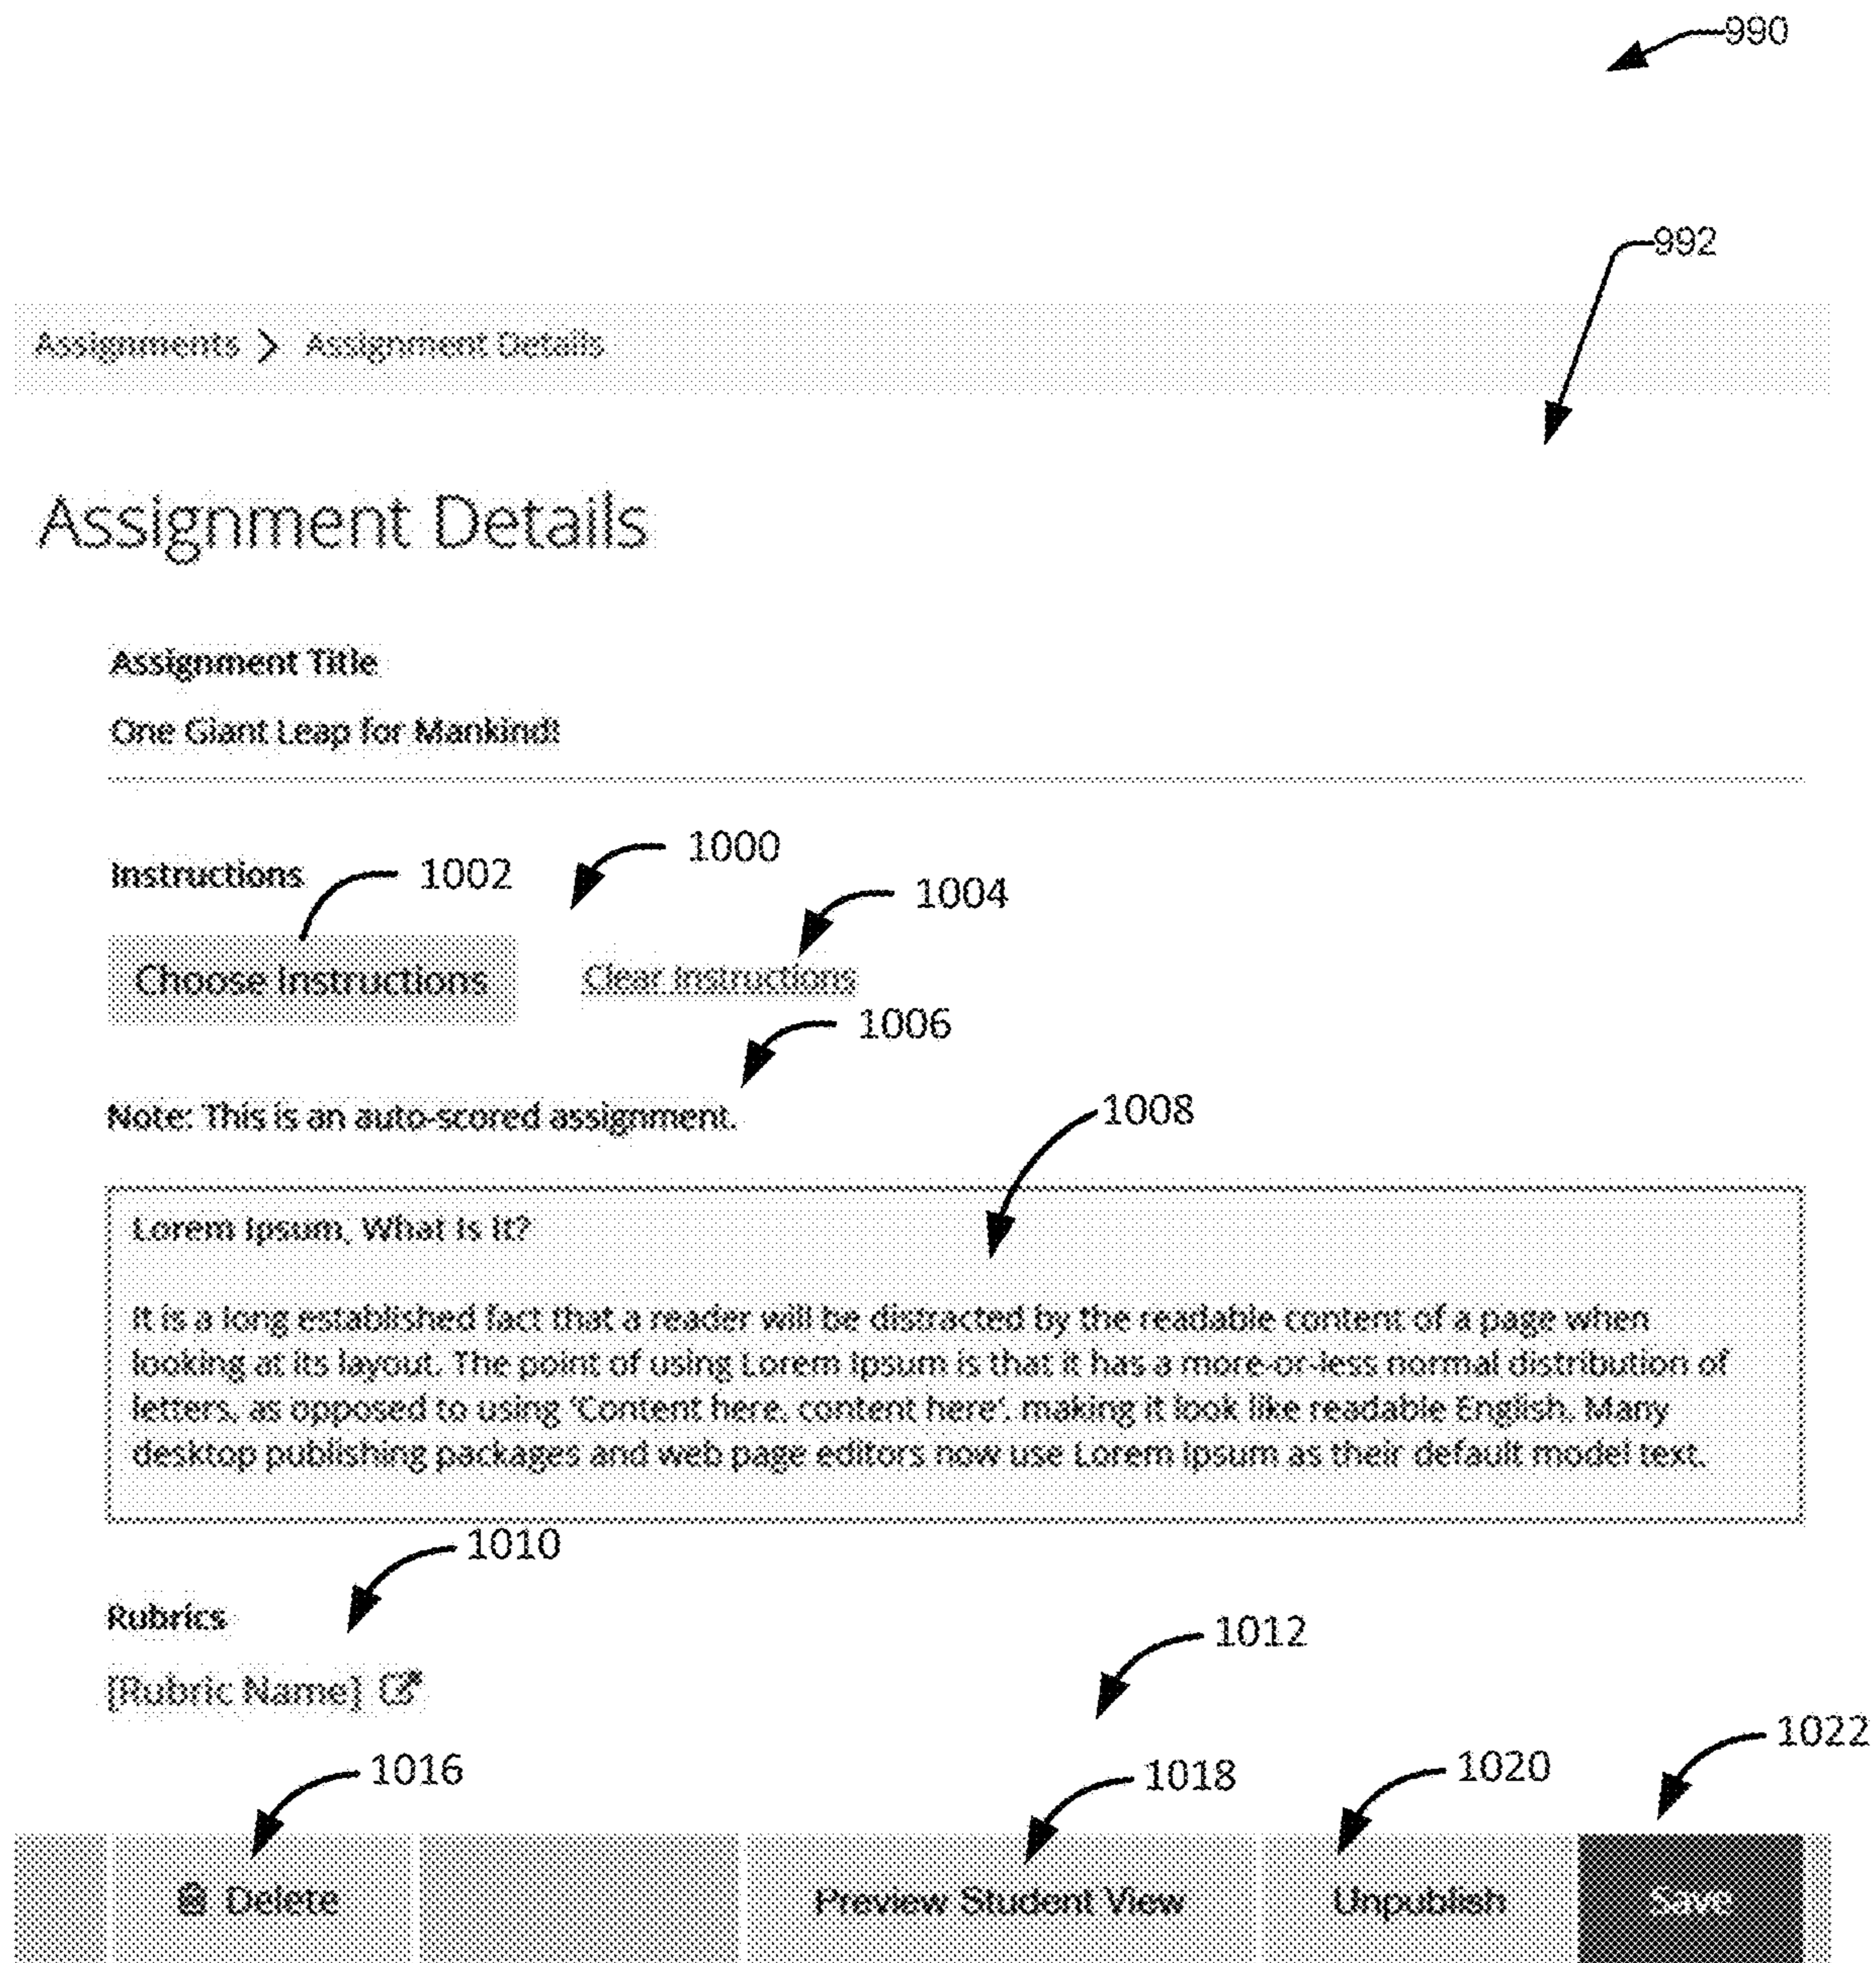 990
992
Assignments > Assignment Details
Assignment Details
Assignment Title
One Giant Leap for Mankind!
Instructions
1002
1000
1004
Choose Instructions
Clear Instructions
1006
Note: This is an auto-scored assignment.
1008
Lorem Ipsum, What Is It?
It is a long established fact that a reader will be distracted by the readable content of a page when
looking at its layout. The point of using Lorem Ipsum is that it has a more-or-less normal distribution of
letters, as opposed to using 'Content here, content here', making it look like readable English. Many
desktop publishing packages and web page editors now use Lorem Ipsum as their default model text.
1010
Rubrics
1012
[Rubric Name]
1016
1018
1020
1022
Delete
Preview Student View
Unpublish
Save